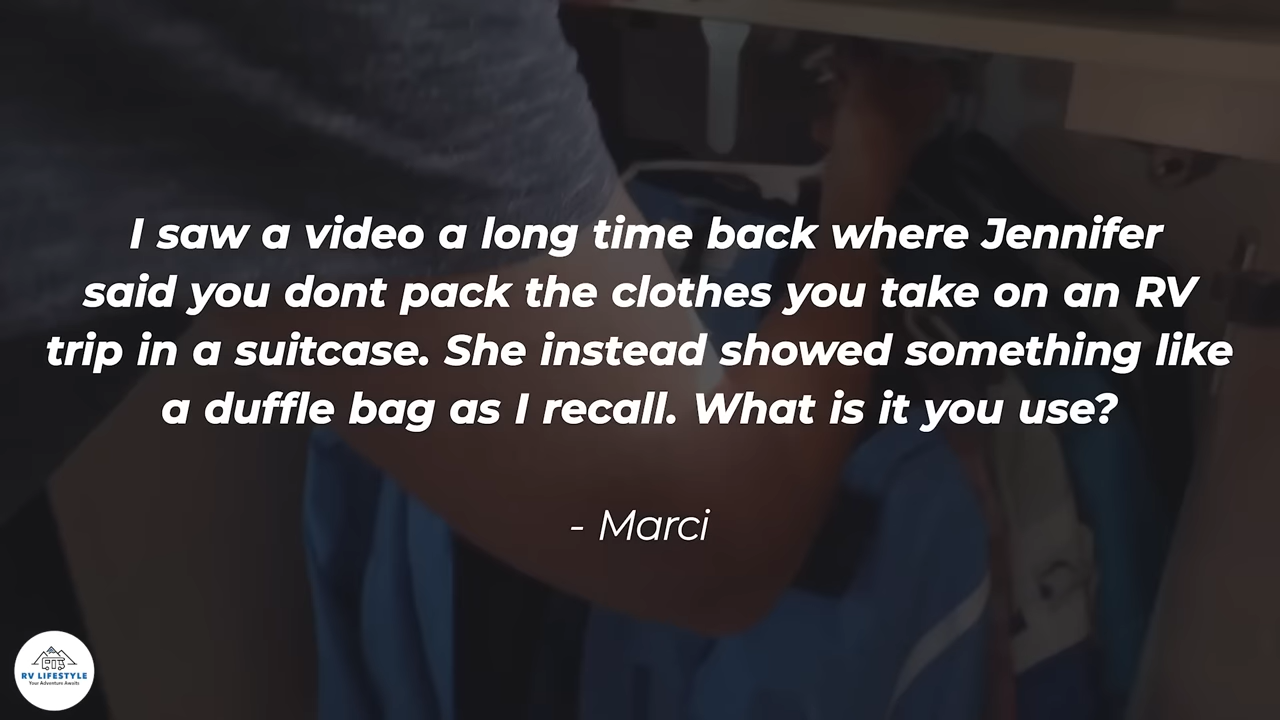 I saw a video a long time back where Jennifer
said you dont pack the clothes you take on an RV
trip in a suitcase. She instead showed something like
a duffle bag as I recall. What is it you use?
- Marci
RV LIFESTYLE
Your Adventure Awaits